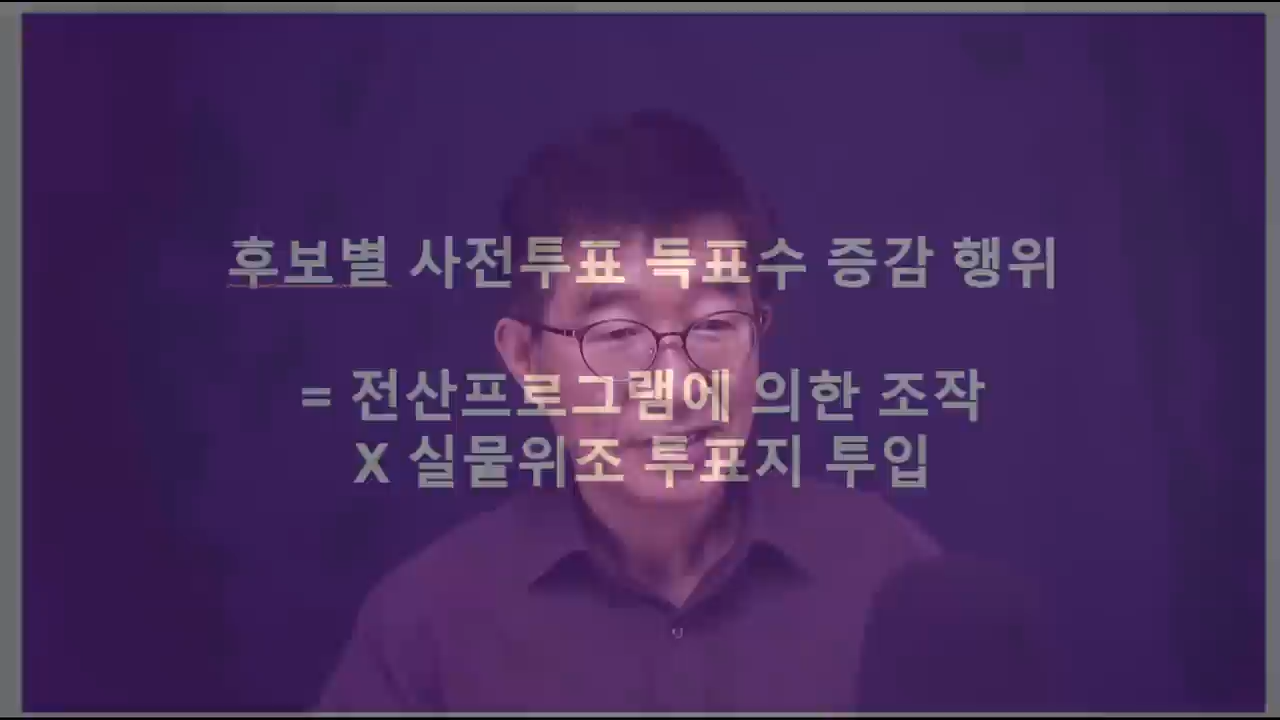 후보별 사전투표 득표수 증감 행위
= 전산프로그램에 의한 조작
X 실물위조 투표지 투입